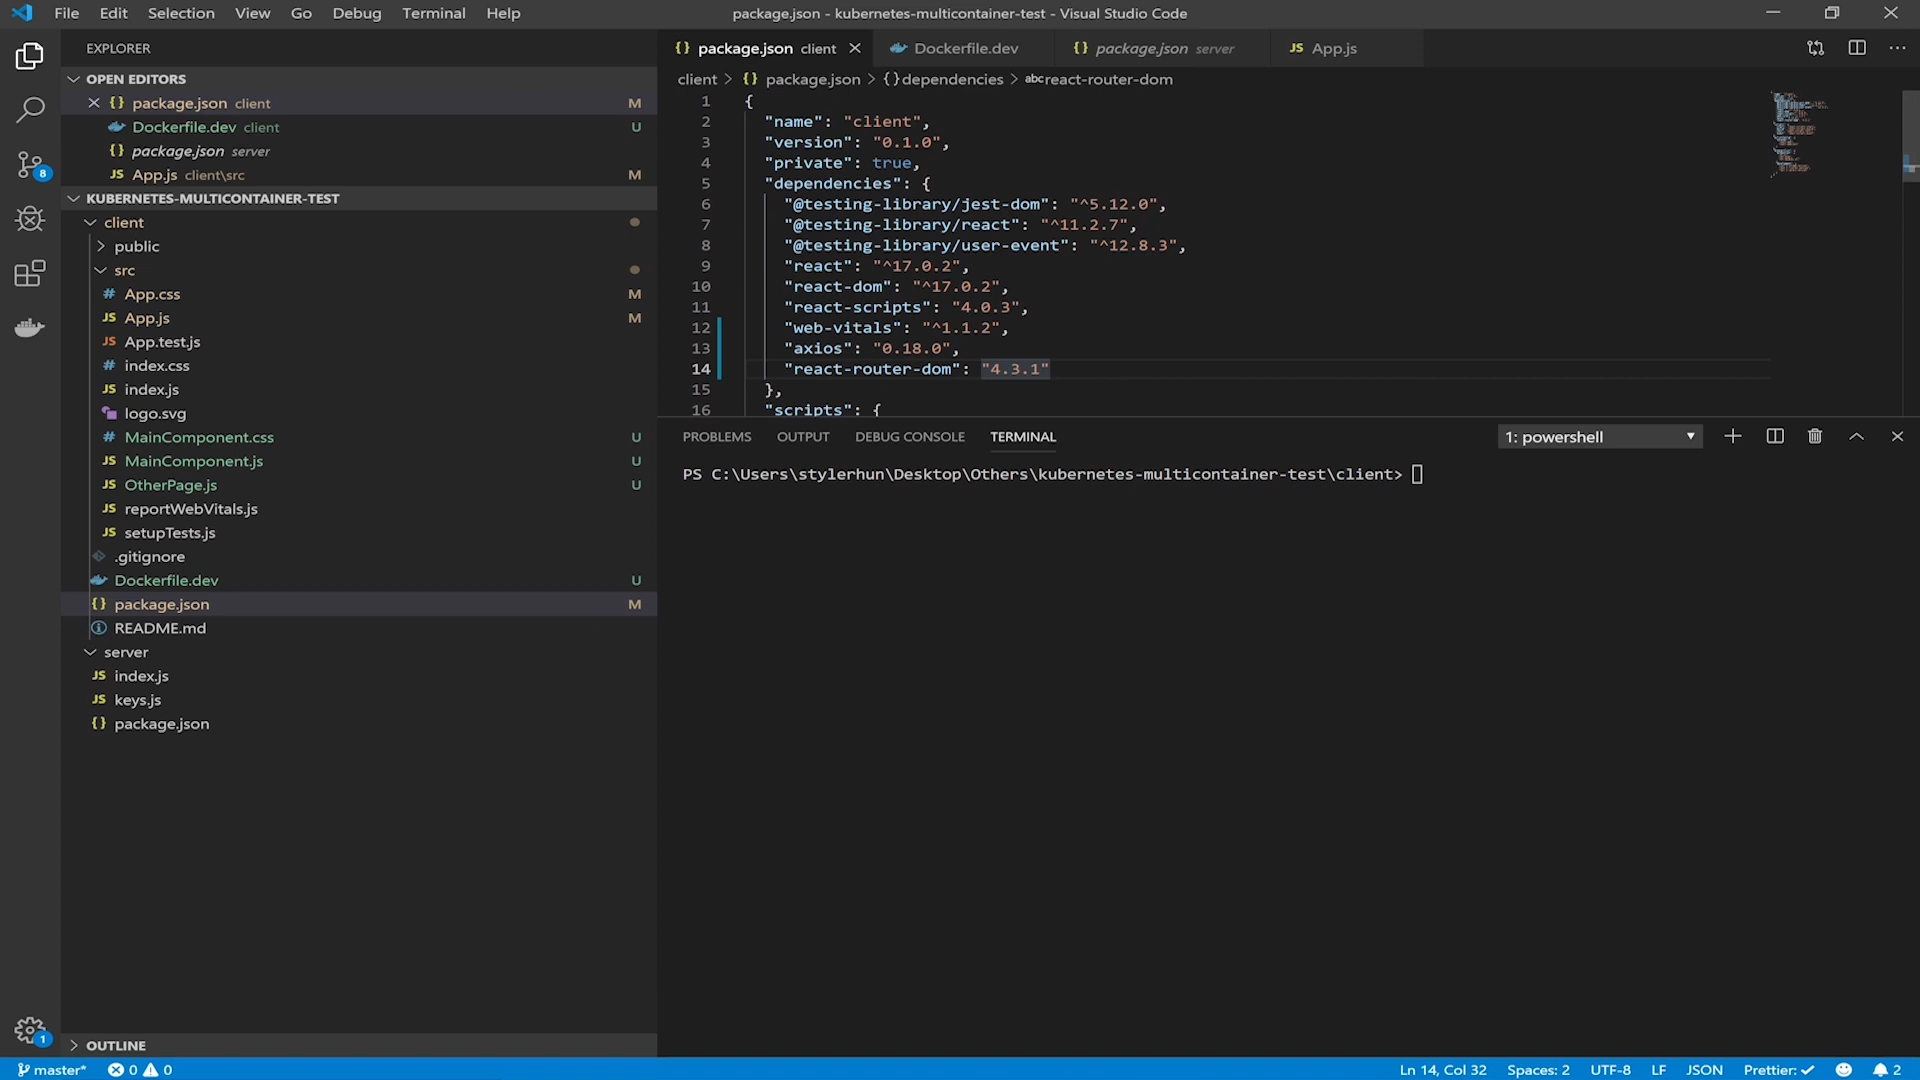 File Edit Selection View Go Debug Terminal Help
package.json - kubernetes-multicontainer-test - Visual Studio Code
EXPLORER
OPEN EDITORS
package.json client M
Dockerfile.dev client U
package.json server
App.js client\src M
KUBERNETES-MULTICONTAINER-TEST
client
public
src
App.css M
App.js M
App.test.js
index.css
index.js
logo.svg
MainComponent.css U
MainComponent.js U
OtherPage.js U
reportWebVitals.js
setupTests.js
.gitignore
Dockerfile.dev U
package.json M
README.md
server
index.js
keys.js
package.json
OUTLINE
8
1
package.json client Dockerfile.dev package.json server App.js
client > {} package.json > {} dependencies > abc react-router-dom
1 {
2 "name": "client",
3 "version": "0.1.0",
4 "private": true,
5 "dependencies": {
6 "@testing-library/jest-dom": "^5.12.0",
7 "@testing-library/react": "^11.2.7",
8 "@testing-library/user-event": "^12.8.3",
9 "react": "^17.0.2",
10 "react-dom": "^17.0.2",
11 "react-scripts": "4.0.3",
12 "web-vitals": "^1.1.2",
13 "axios": "0.18.0",
14 "react-router-dom": "4.3.1"
15 },
16 "scripts": {
PROBLEMS OUTPUT DEBUG CONSOLE TERMINAL 1: powershell
PS C:\Users\stylerhun\Desktop\Others\kubernetes-multicontainer-test\client>
master* 0 0 Ln 14, Col 32 Spaces: 2 UTF-8 LF JSON Prettier: ✓ 2